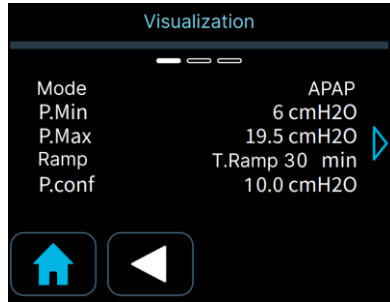 Visualization
Mode APAP
P.Min 6 cmH2O
P.Max 19.5 cmH2O
Ramp T.Ramp 30 min
P.conf 10.0 cmH2O